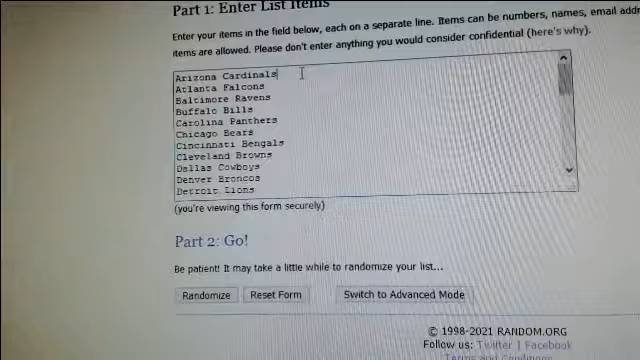 Part 1: Enter List Items
Enter your items in the field below, each on a separate line. Items can be numbers, names, email
items are allowed. Please don't enter anything you would consider confidential (here's why).
Arizona Cardinals
Atlanta Falcons
Baltimore Ravens
Buffalo Bills
Carolina Panthers
Chicago Bears
Cincinnati Bengals
Cleveland Browns
Dallas Cowboys
Denver Broncos
Detroit Lions
(you're viewing this form securely)
Part 2: Go!
Be patient! It may take a little while to randomize your list...
Randomize Reset Form Switch to Advanced Mode
© 1998-2021 RANDOM.ORG
Follow us: Twitter | Facebook
Terms and Conditions